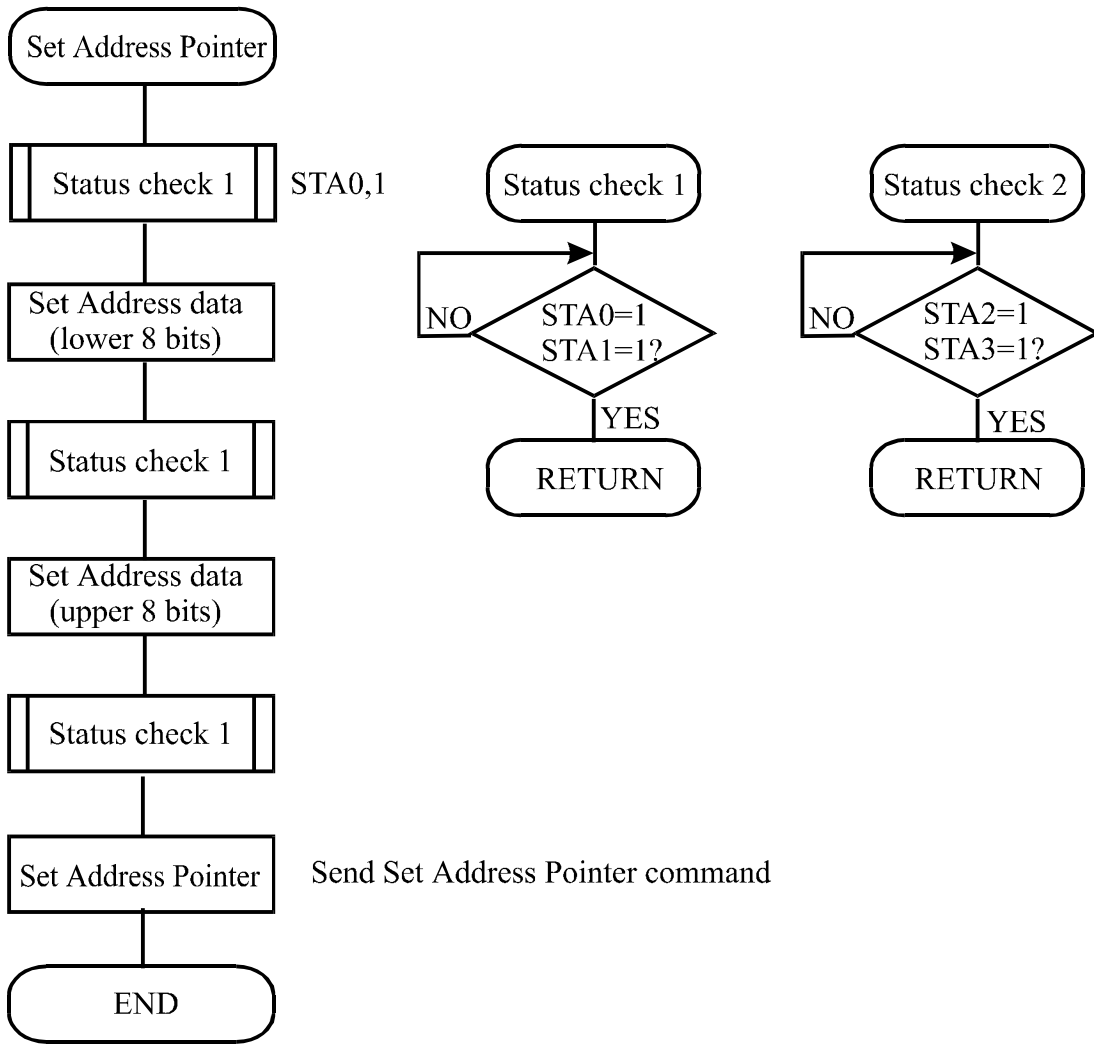 Set Address Pointer
Status check 1
STA0,1
Set Address data
(lower 8 bits)
Status check 1
Set Address data
(upper 8 bits)
Status check 1
Set Address Pointer
Send Set Address Pointer command
END
Status check 1
NO
STA0=1
STA1=1?
YES
RETURN
Status check 2
NO
STA2=1
STA3=1?
YES
RETURN